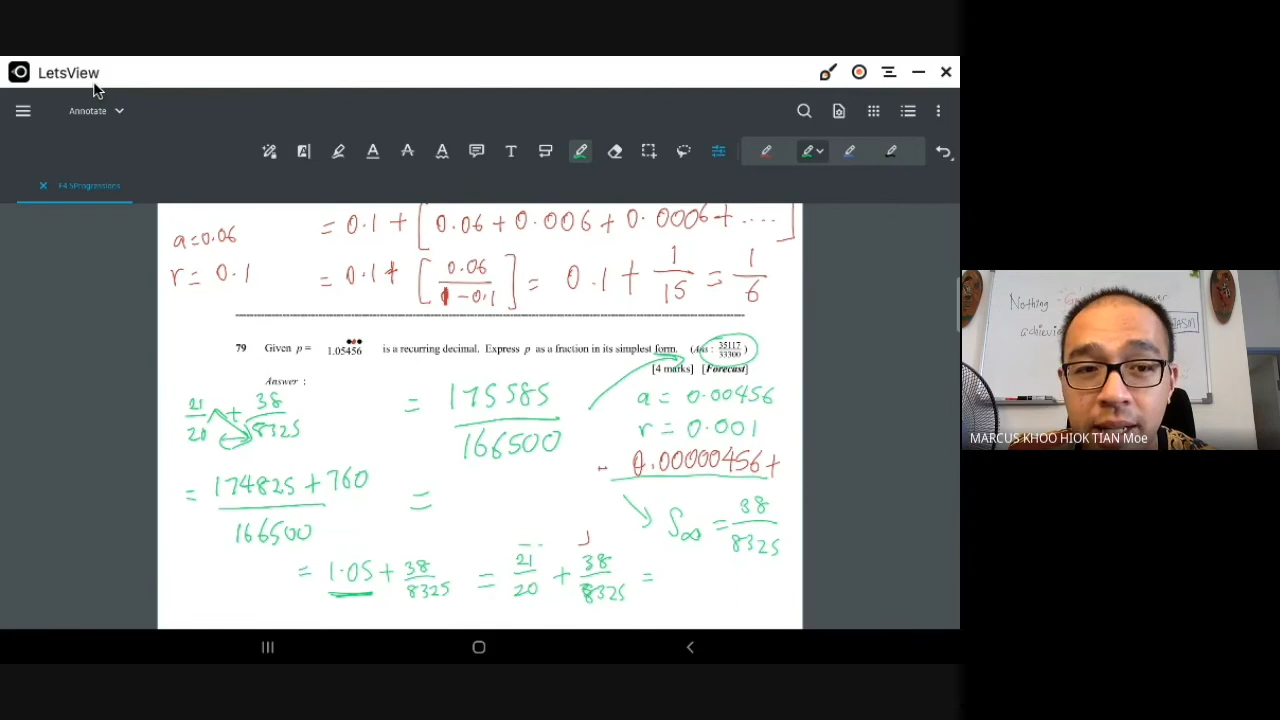 LetsView
Annotate
F4 5Progressions
= 0.1 + [ 0.06 + 0.006 + 0.0006 + .... ]
a = 0.06
r = 0.1
= 0.1 + [ 0.06 / 1 - 0.1 ] = 0.1 + 1/15 = 1/6
79 Given p = 1.05456 is a recurring decimal. Express p as a fraction in its simplest form. (Ans : 35117/33300 )
[4 marks] [Forecast]
Answer :
21/20 + 38/8325
= 175585/166500
a = 0.00456
r = 0.001
0.00000456 +
= 174825 + 760 / 166500
=
S∞ = 38/8325
= 1.05 + 38/8325 = 21/20 + 38/8325 =
Nothing
achiev
IASM
MARCUS KHOO HIOK TIAN Moe